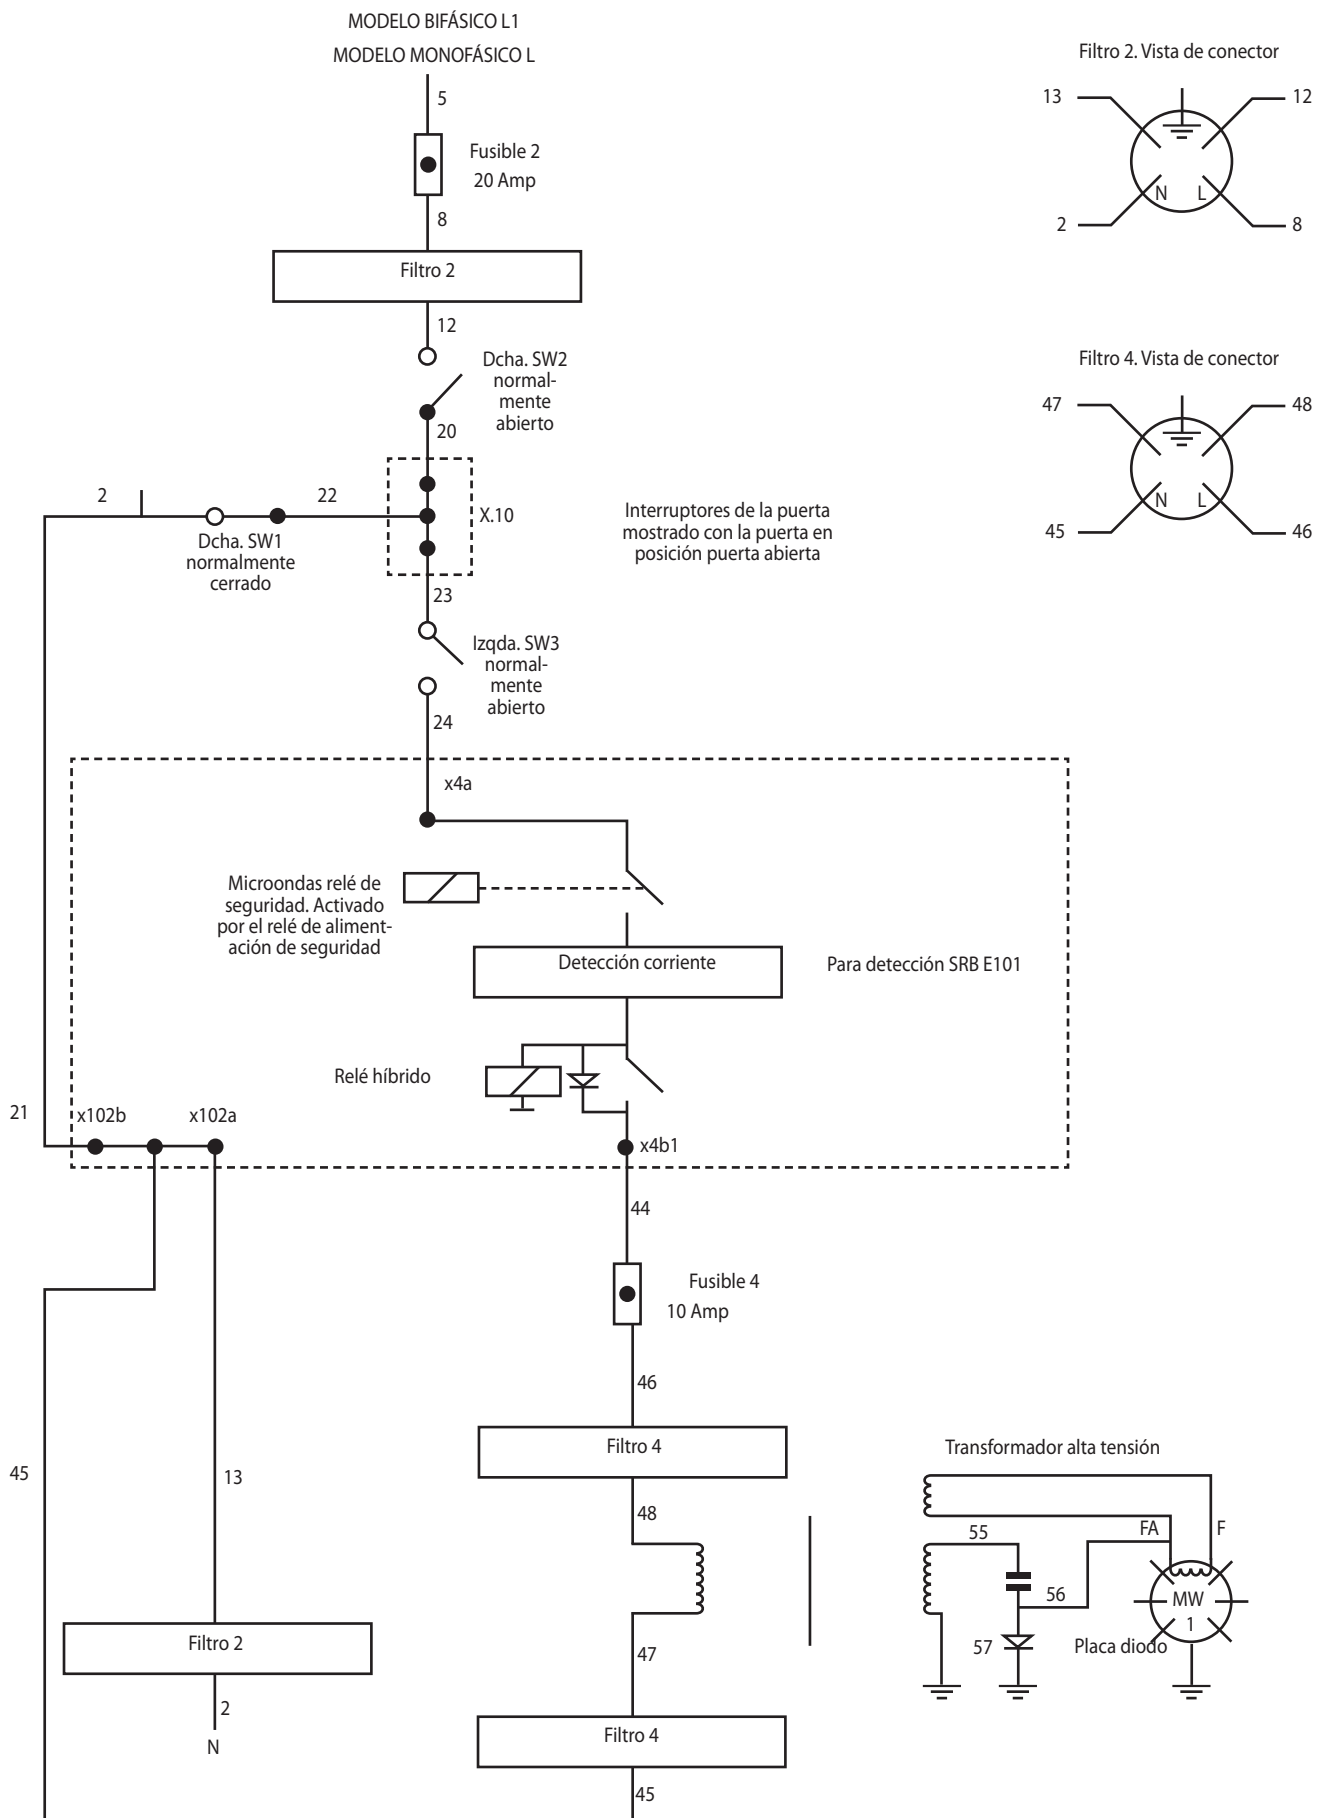 MODELO BIFÁSICO L1
MODELO MONOFÁSICO L
5
Fusible 2
20 Amp
8
Filtro 2
12
Dcha. SW2
normal-
mente
abierto
20
2
22
X.10
Dcha. SW1
normalmente
cerrado
Interruptores de la puerta
mostrado con la puerta en
posición puerta abierta
23
Izqda. SW3
normal-
mente
abierto
24
Filtro 2. Vista de conector
13
12
N
L
2
8
Filtro 4. Vista de conector
47
48
N
L
45
46
x4a
Microondas relé de
seguridad. Activado
por el relé de aliment-
ación de seguridad
Detección corriente
Para detección SRB E101
Relé híbrido
21
x102b
x102a
x4b1
44
Fusible 4
10 Amp
46
Filtro 4
45
13
48
47
Filtro 2
2
N
Filtro 4
45
Transformador alta tensión
55
FA
F
56
MW
1
57
Placa diodo